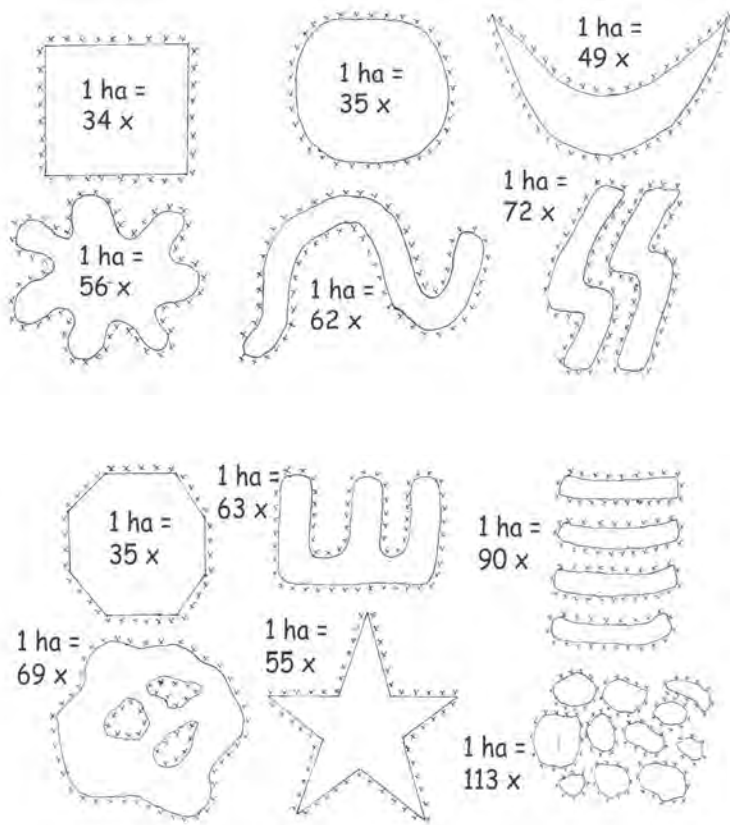 1 ha =
34 x
1 ha =
35 x
1 ha =
49 x
1 ha =
56 x
1 ha =
62 x
1 ha =
72 x
1 ha =
35 x
1 ha =
63 x
1 ha =
90 x
1 ha =
69 x
1 ha =
55 x
1 ha =
113 x